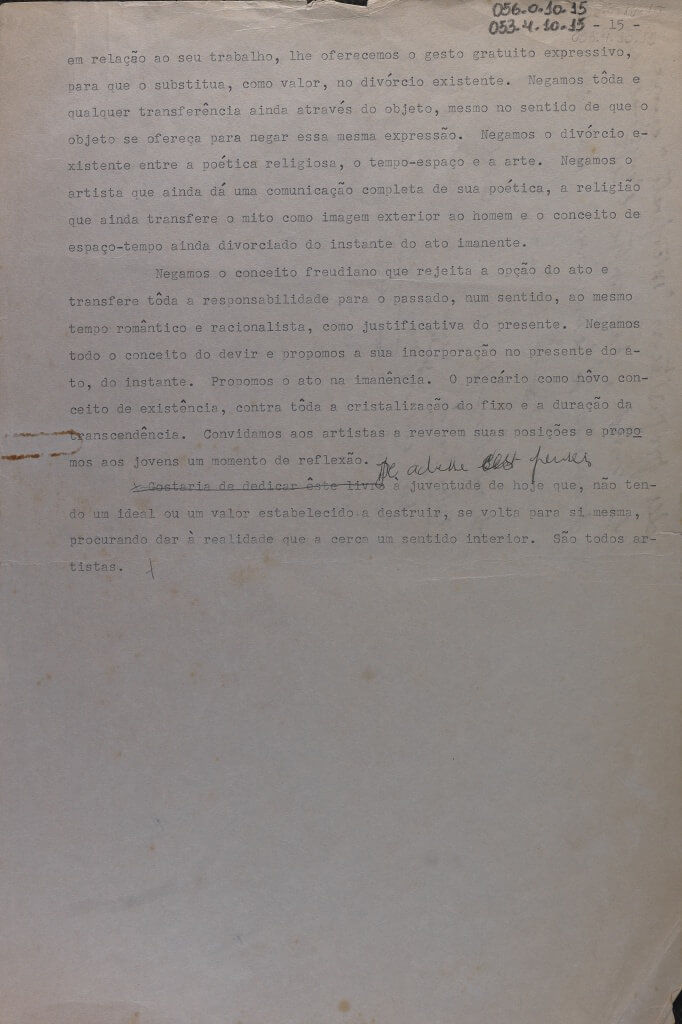 056.0.10.15
053.4.10.15 - 15 -
em relação ao seu trabalho, lhe oferecemos o gesto gratuito expressivo,
para que o substitua, como valor, no divórcio existente. Negamos tôda e
qualquer transferência ainda através do objeto, mesmo no sentido de que o
objeto se ofereça para negar essa mesma expressão. Negamos o divórcio e-
xistente entre a poética religiosa, o tempo-espaço e a arte. Negamos o
artista que ainda dá uma comunicação completa de sua poética, a religião
que ainda transfere o mito como imagem exterior ao homem e o conceito de
espaço-tempo ainda divorciado do instante do ato imanente.
Negamos o conceito freudiano que rejeita a opção do ato e
transfere tôda a responsabilidade para o passado, num sentido, ao mesmo
tempo romântico e racionalista, como justificativa do presente. Negamos
todo o conceito do devir e propomos a sua incorporação no presente do a-
to, do instante. Propomos o ato na imanência. O precário como nôvo con-
ceito de existência, contra tôda a cristalização do fixo e a duração da
transcendência. Convidamos aos artistas a reverem suas posições e propo
mos aos jovens um momento de reflexão.
Gostaria de dedicar êste livro a juventude de hoje que, não ten-
do um ideal ou um valor estabelecido a destruir, se volta para si mesma,
procurando dar à realidade que a cerca um sentido interior. São todos ar-
tistas.